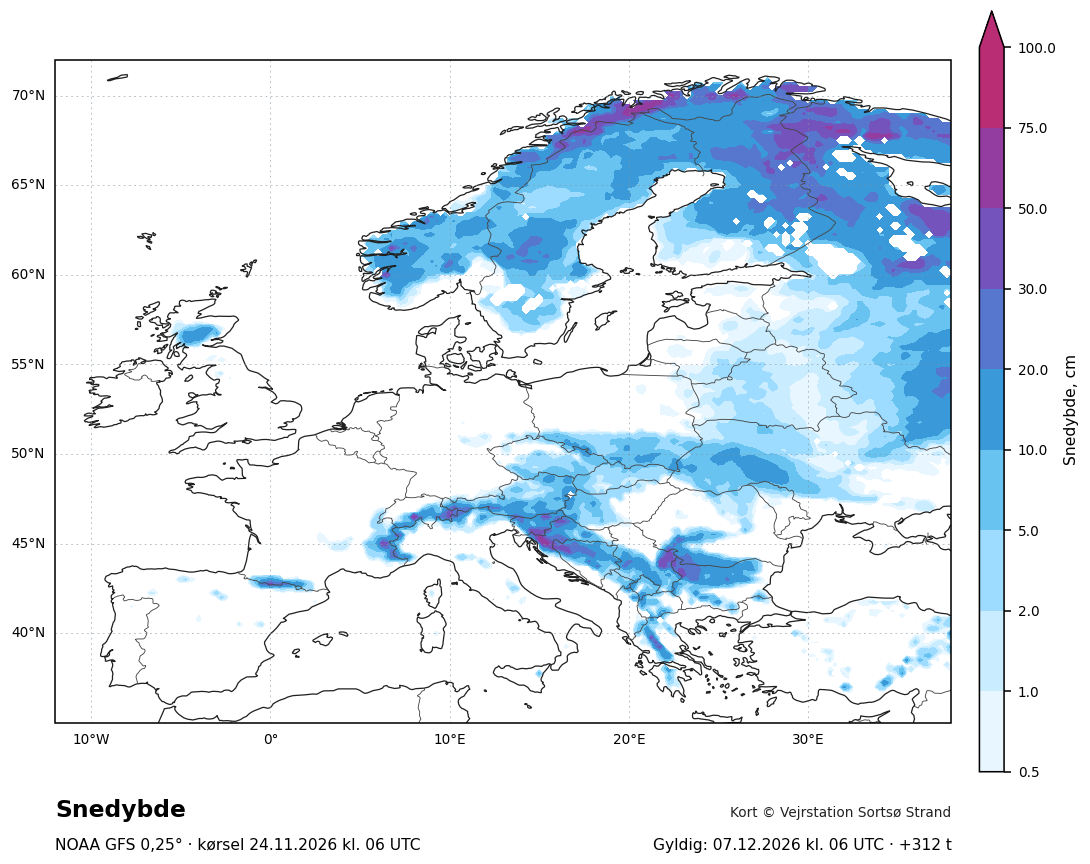 100.0
75.0
50.0
30.0
20.0
10.0
5.0
2.0
1.0
0.5
Snedybde, cm
70°N
65°N
60°N
55°N
50°N
45°N
40°N
10°W 0° 10°E 20°E 30°E
Snedybde
Kort © Vejrstation Sortsø Strand
NOAA GFS 0,25° · kørsel 24.11.2026 kl. 06 UTC
Gyldig: 07.12.2026 kl. 06 UTC · +312 t